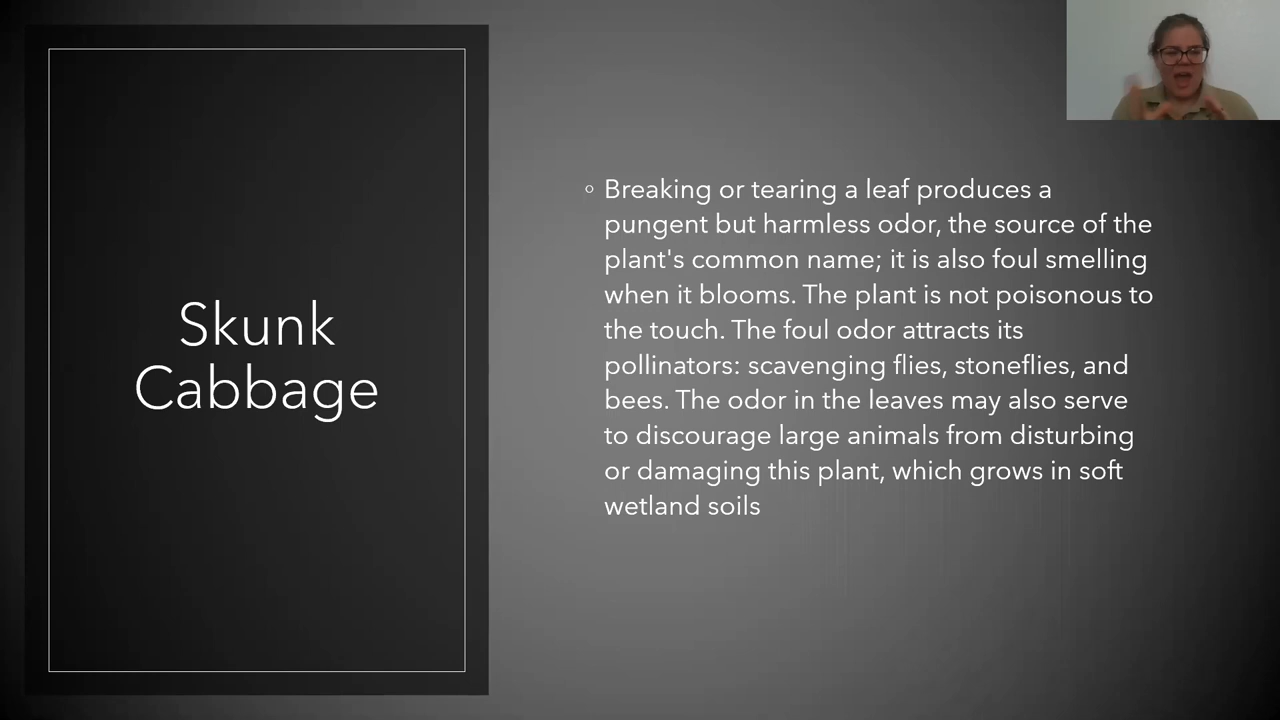 Skunk
Cabbage
Breaking or tearing a leaf produces a
pungent but harmless odor, the source of the
plant's common name; it is also foul smelling
when it blooms. The plant is not poisonous to
the touch. The foul odor attracts its
pollinators: scavenging flies, stoneflies, and
bees. The odor in the leaves may also serve
to discourage large animals from disturbing
or damaging this plant, which grows in soft
wetland soils